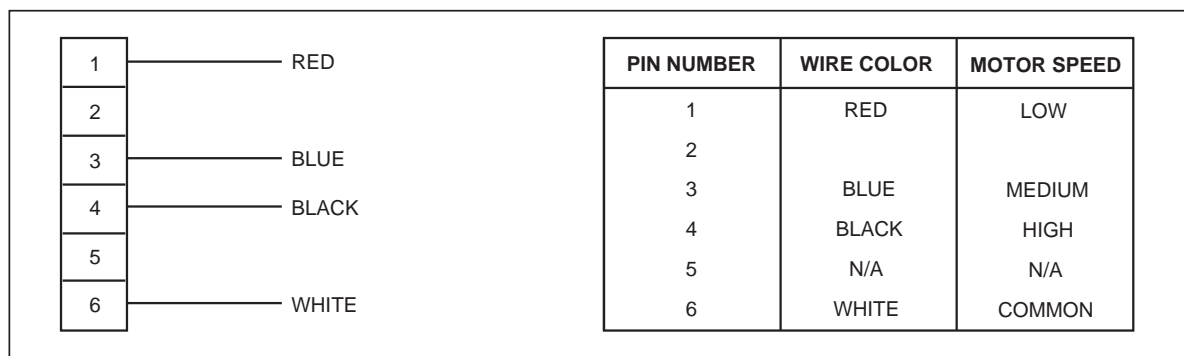 1 RED
2
3 BLUE
4 BLACK
5
6 WHITE
PIN NUMBER WIRE COLOR MOTOR SPEED
1 RED LOW
2
3 BLUE MEDIUM
4 BLACK HIGH
5 N/A N/A
6 WHITE COMMON